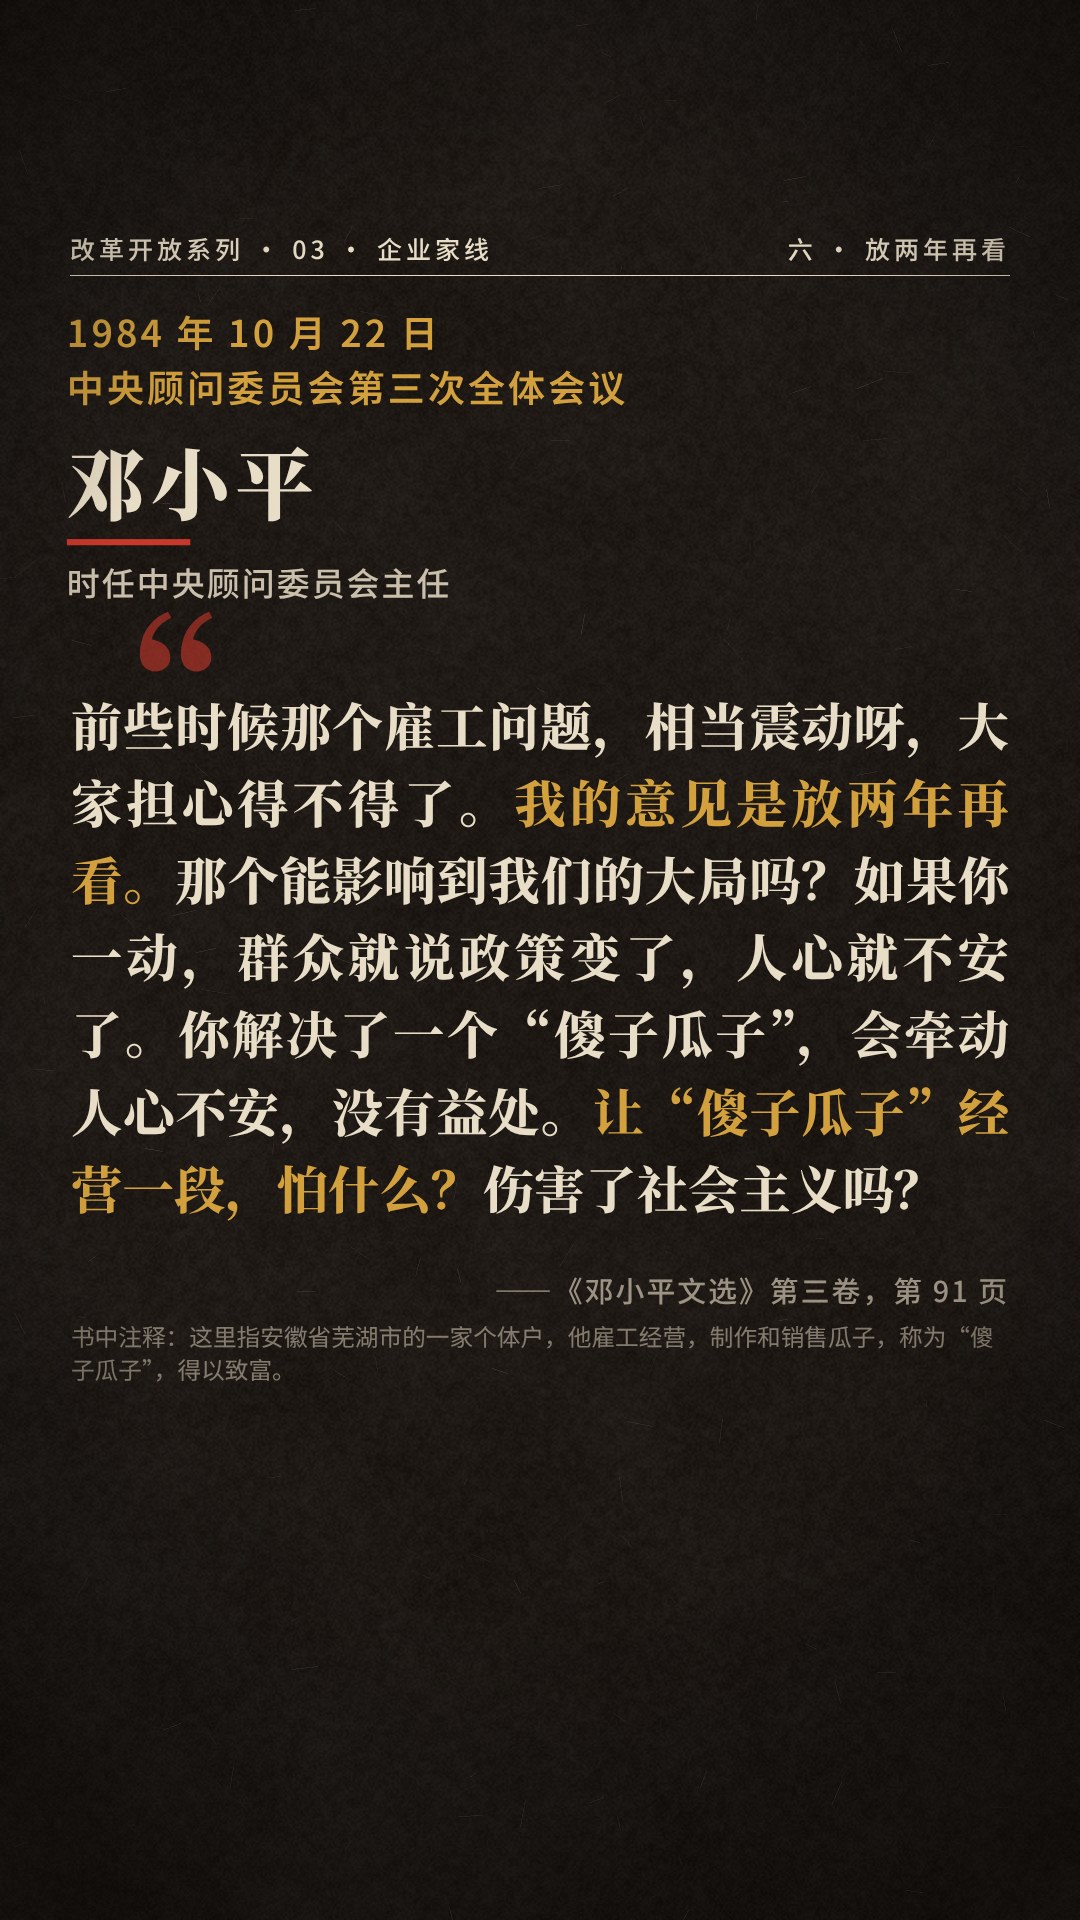 改革开放系列 · 03 · 企业家线
六 · 放两年再看
1984 年 10 月 22 日
中央顾问委员会第三次全体会议
邓小平
时任中央顾问委员会主任
“
前些时候那个雇工问题，相当震动呀，大
家担心得不得了。我的意见是放两年再
看。那个能影响到我们的大局吗？如果你
一动，群众就说政策变了，人心就不安
了。你解决了一个“傻子瓜子”，会牵动
人心不安，没有益处。让“傻子瓜子”经
营一段，怕什么？伤害了社会主义吗？
——《邓小平文选》第三卷，第 91 页
书中注释：这里指安徽省芜湖市的一家个体户，他雇工经营，制作和销售瓜子，称为“傻
子瓜子”，得以致富。